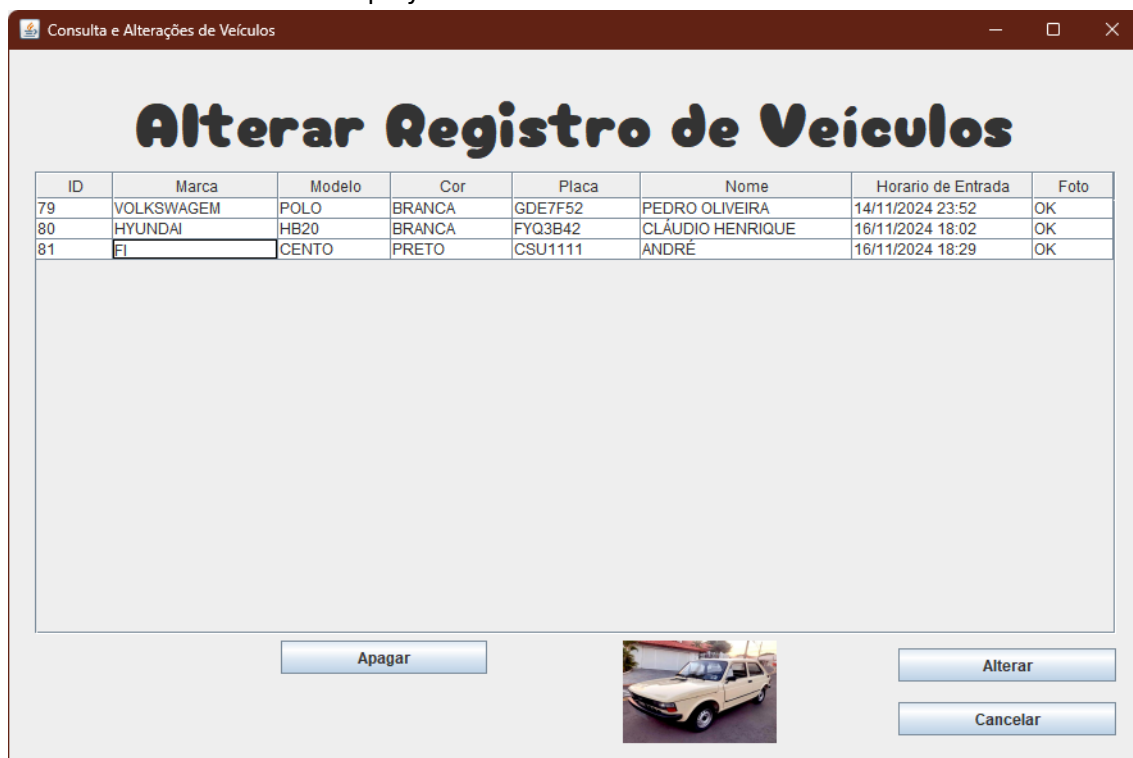 Consulta e Alterações de Veículos
Alterar Registro de Veículos
ID Marca Modelo Cor Placa Nome Horario de Entrada Foto
79 VOLKSWAGEM POLO BRANCA GDE7F52 PEDRO OLIVEIRA 14/11/2024 23:52 OK
80 HYUNDAI HB20 BRANCA FYQ3B42 CLÁUDIO HENRIQUE 16/11/2024 18:02 OK
81 FI CENTO PRETO CSU1111 ANDRÉ 16/11/2024 18:29 OK
Apagar
Alterar
Cancelar